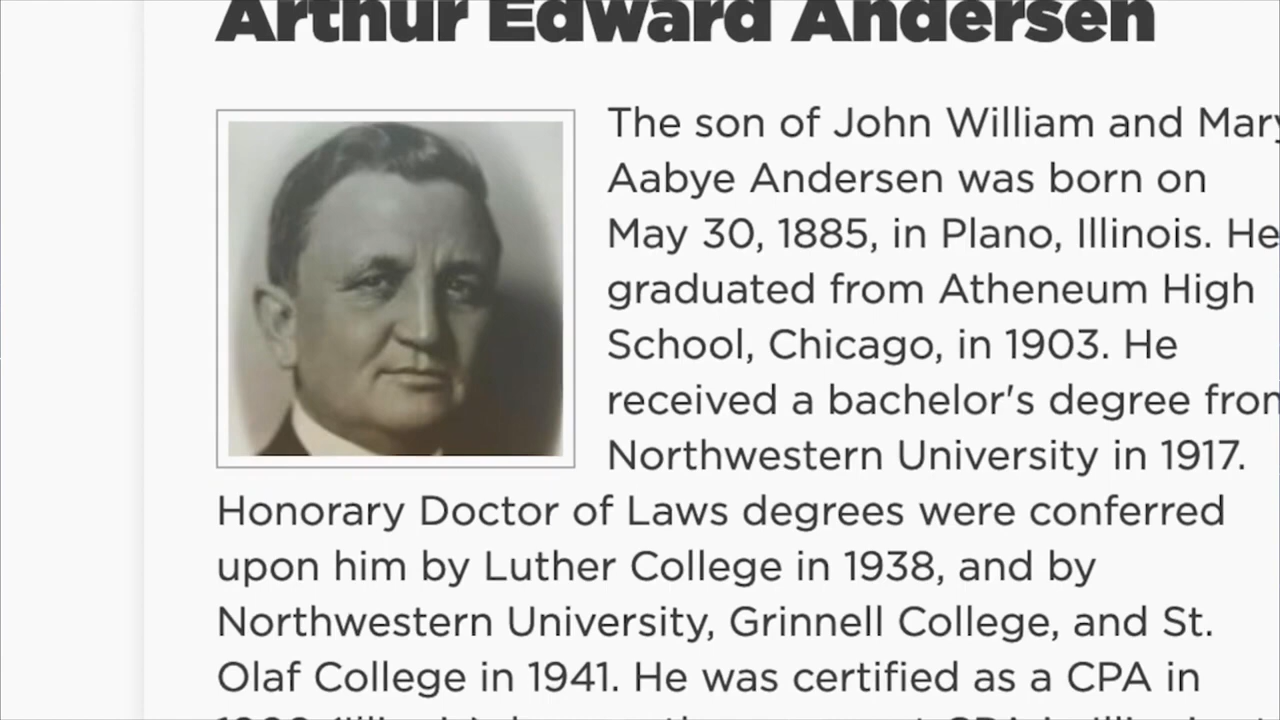 Arthur Edward Andersen
The son of John William and Mary
Aabye Andersen was born on
May 30, 1885, in Plano, Illinois. He
graduated from Atheneum High
School, Chicago, in 1903. He
received a bachelor's degree from
Northwestern University in 1917.
Honorary Doctor of Laws degrees were conferred
upon him by Luther College in 1938, and by
Northwestern University, Grinnell College, and St.
Olaf College in 1941. He was certified as a CPA in